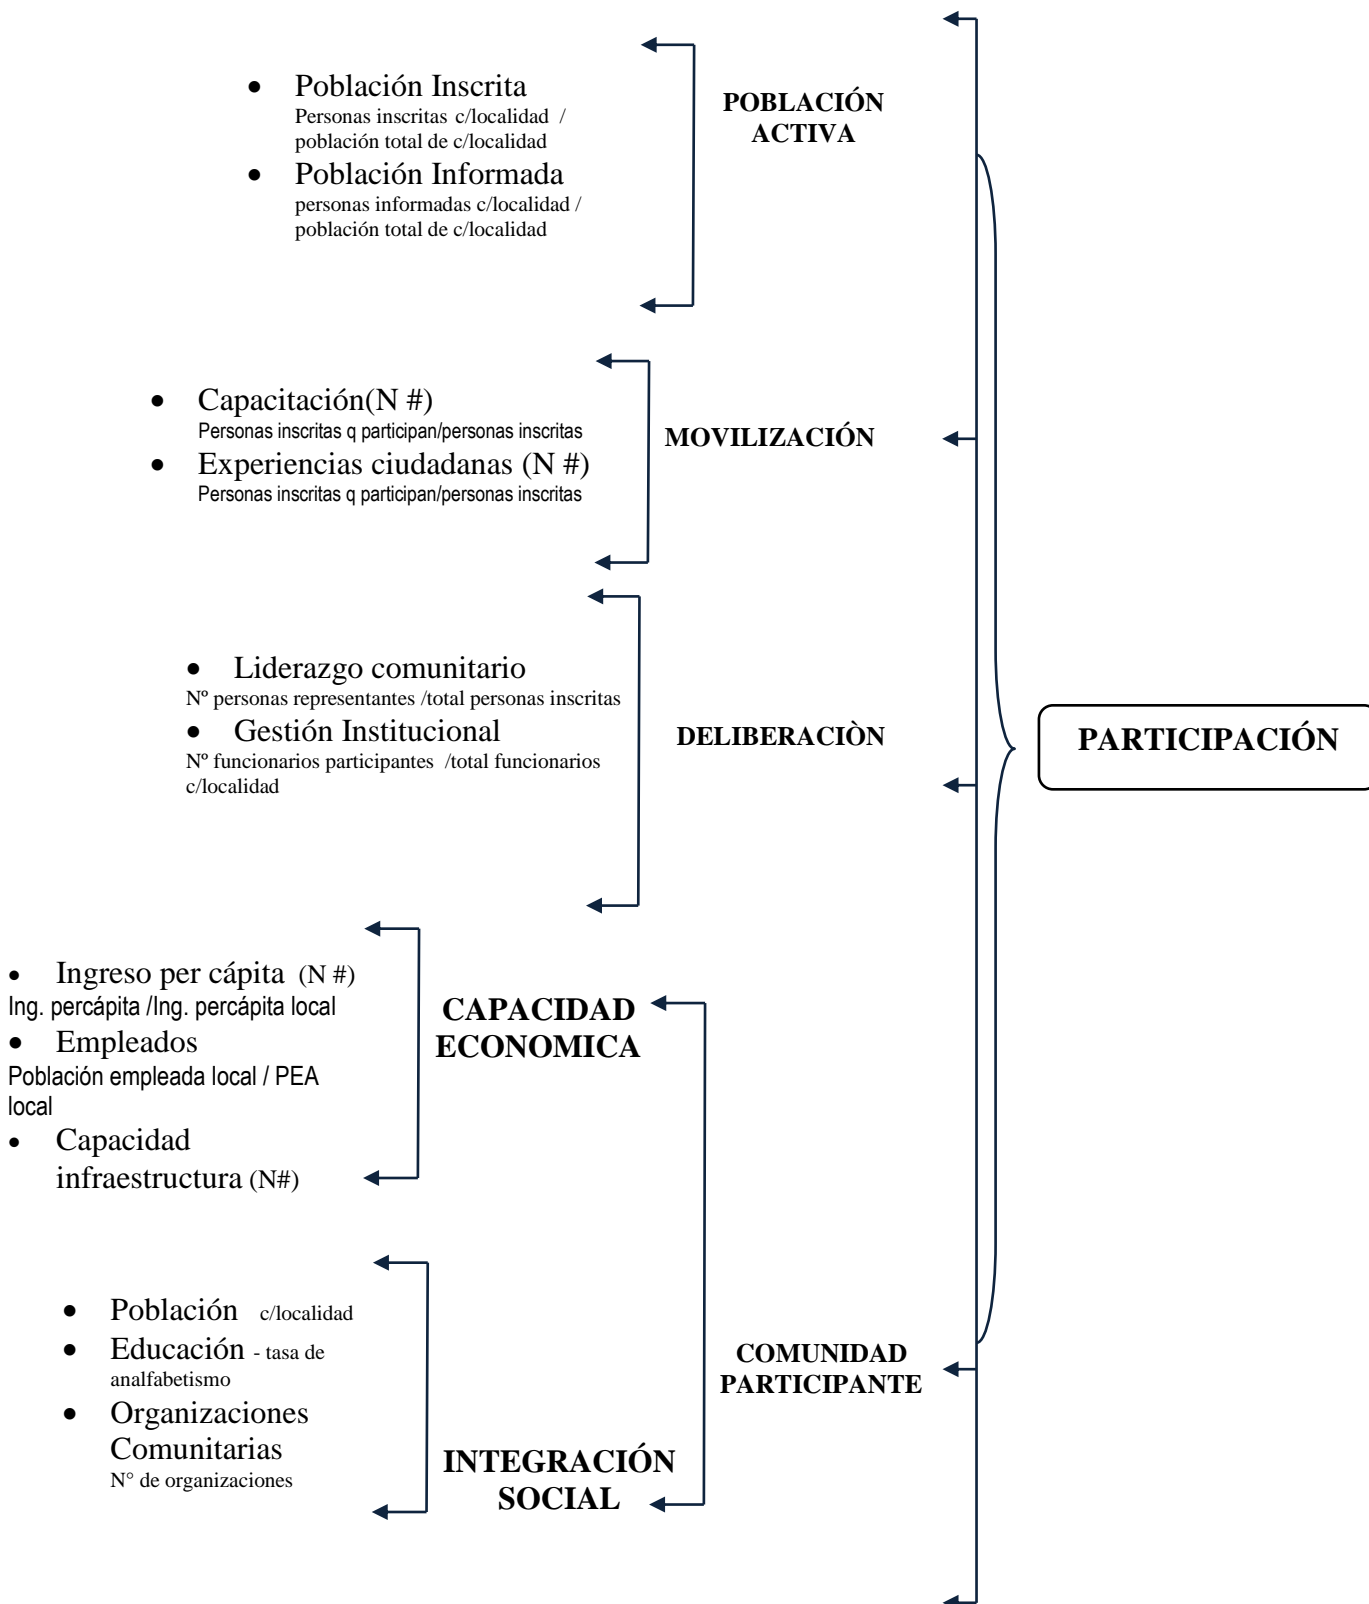 • Población Inscrita
Personas inscritas c/localidad /
población total de c/localidad
• Población Informada
personas informadas c/localidad /
población total de c/localidad
POBLACIÓN
ACTIVA
• Capacitación(N #)
Personas inscritas q participan/personas inscritas
• Experiencias ciudadanas (N #)
Personas inscritas q participan/personas inscritas
MOVILIZACIÓN
• Liderazgo comunitario
Nº personas representantes /total personas inscritas
• Gestión Institucional
Nº funcionarios participantes /total funcionarios
c/localidad
DELIBERACIÒN
PARTICIPACIÓN
• Ingreso per cápita (N #)
Ing. percápita /Ing. percápita local
• Empleados
Población empleada local / PEA
local
• Capacidad
infraestructura (N#)
CAPACIDAD
ECONOMICA
• Población c/localidad
• Educación - tasa de
analfabetismo
• Organizaciones
Comunitarias
N° de organizaciones
INTEGRACIÓN
SOCIAL
COMUNIDAD
PARTICIPANTE